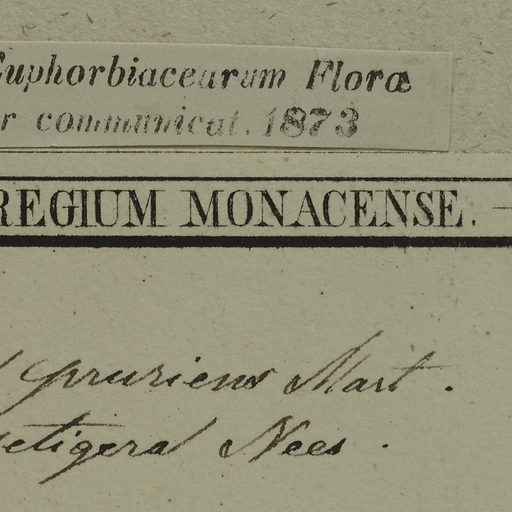 Euphorbiacearum Floræ
r communicat. 1873
REGIUM MONACENSE. —
pruriens Mart.
setigera Nees.